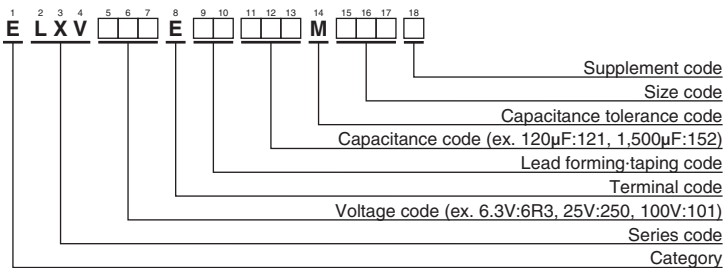 1 2 3 4 5 6 7 8 9 10 11 12 13 14 15 16 17 18
E L X V E M
Supplement code
Size code
Capacitance tolerance code
Capacitance code (ex. 120μF:121, 1,500μF:152)
Lead forming·taping code
Terminal code
Voltage code (ex. 6.3V:6R3, 25V:250, 100V:101)
Series code
Category